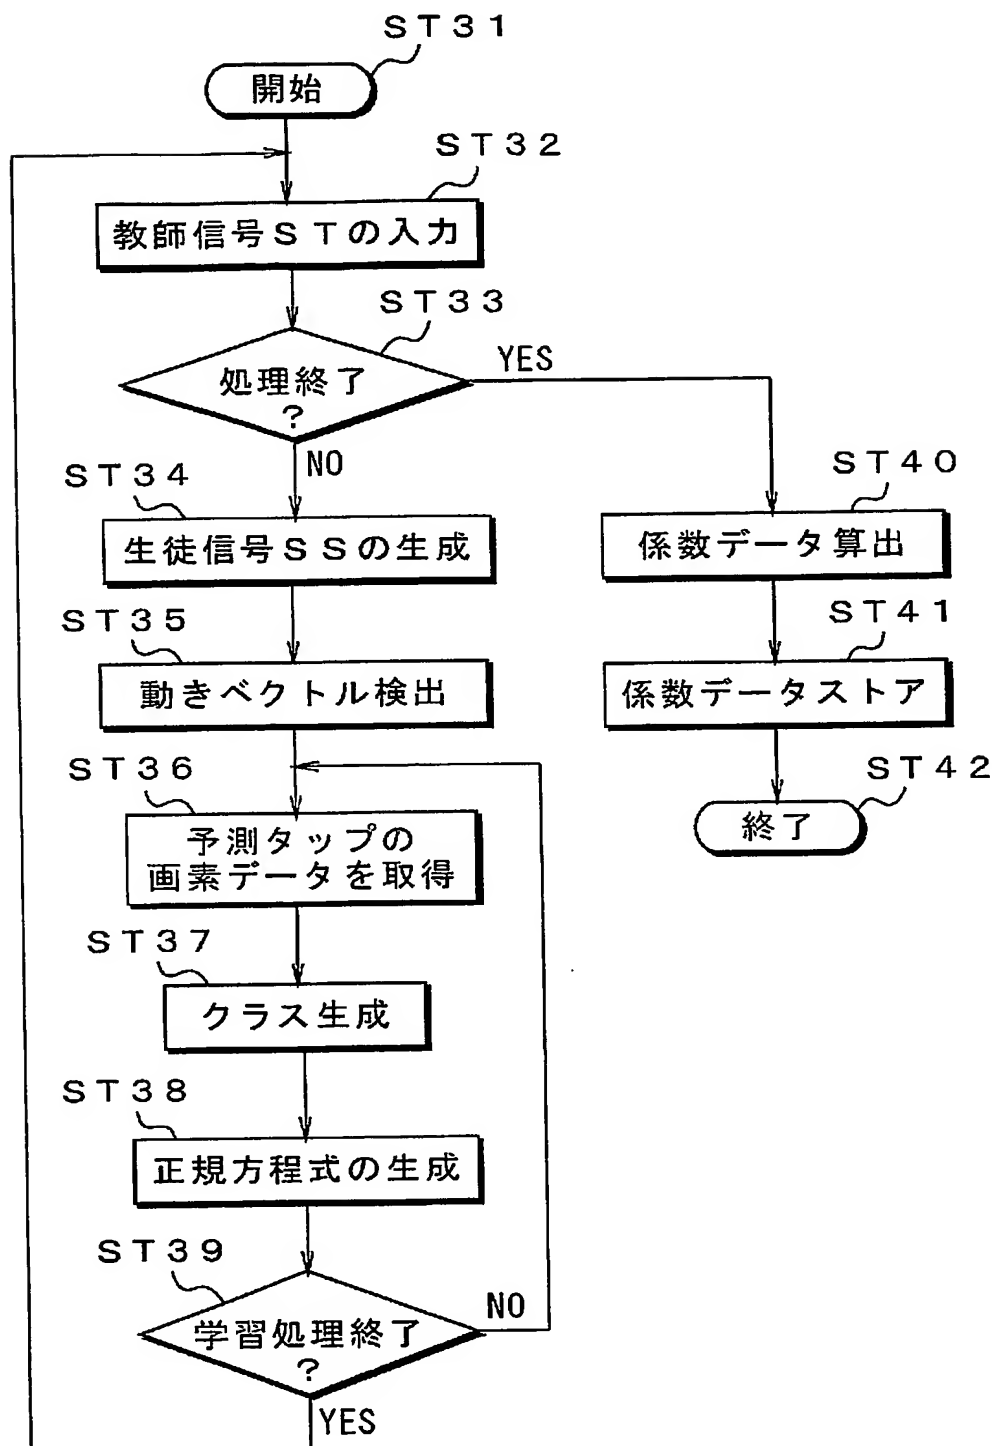 ＳＴ３１
開始
ＳＴ３２
教師信号ＳＴの入力
ＳＴ３３
処理終了
？
YES
NO
ＳＴ３４
生徒信号ＳＳの生成
ＳＴ３５
動きベクトル検出
ＳＴ３６
予測タップの
画素データを取得
ＳＴ３７
クラス生成
ＳＴ３８
正規方程式の生成
ＳＴ３９
学習処理終了
？
NO
YES
ＳＴ４０
係数データ算出
ＳＴ４１
係数データストア
ＳＴ４２
終了